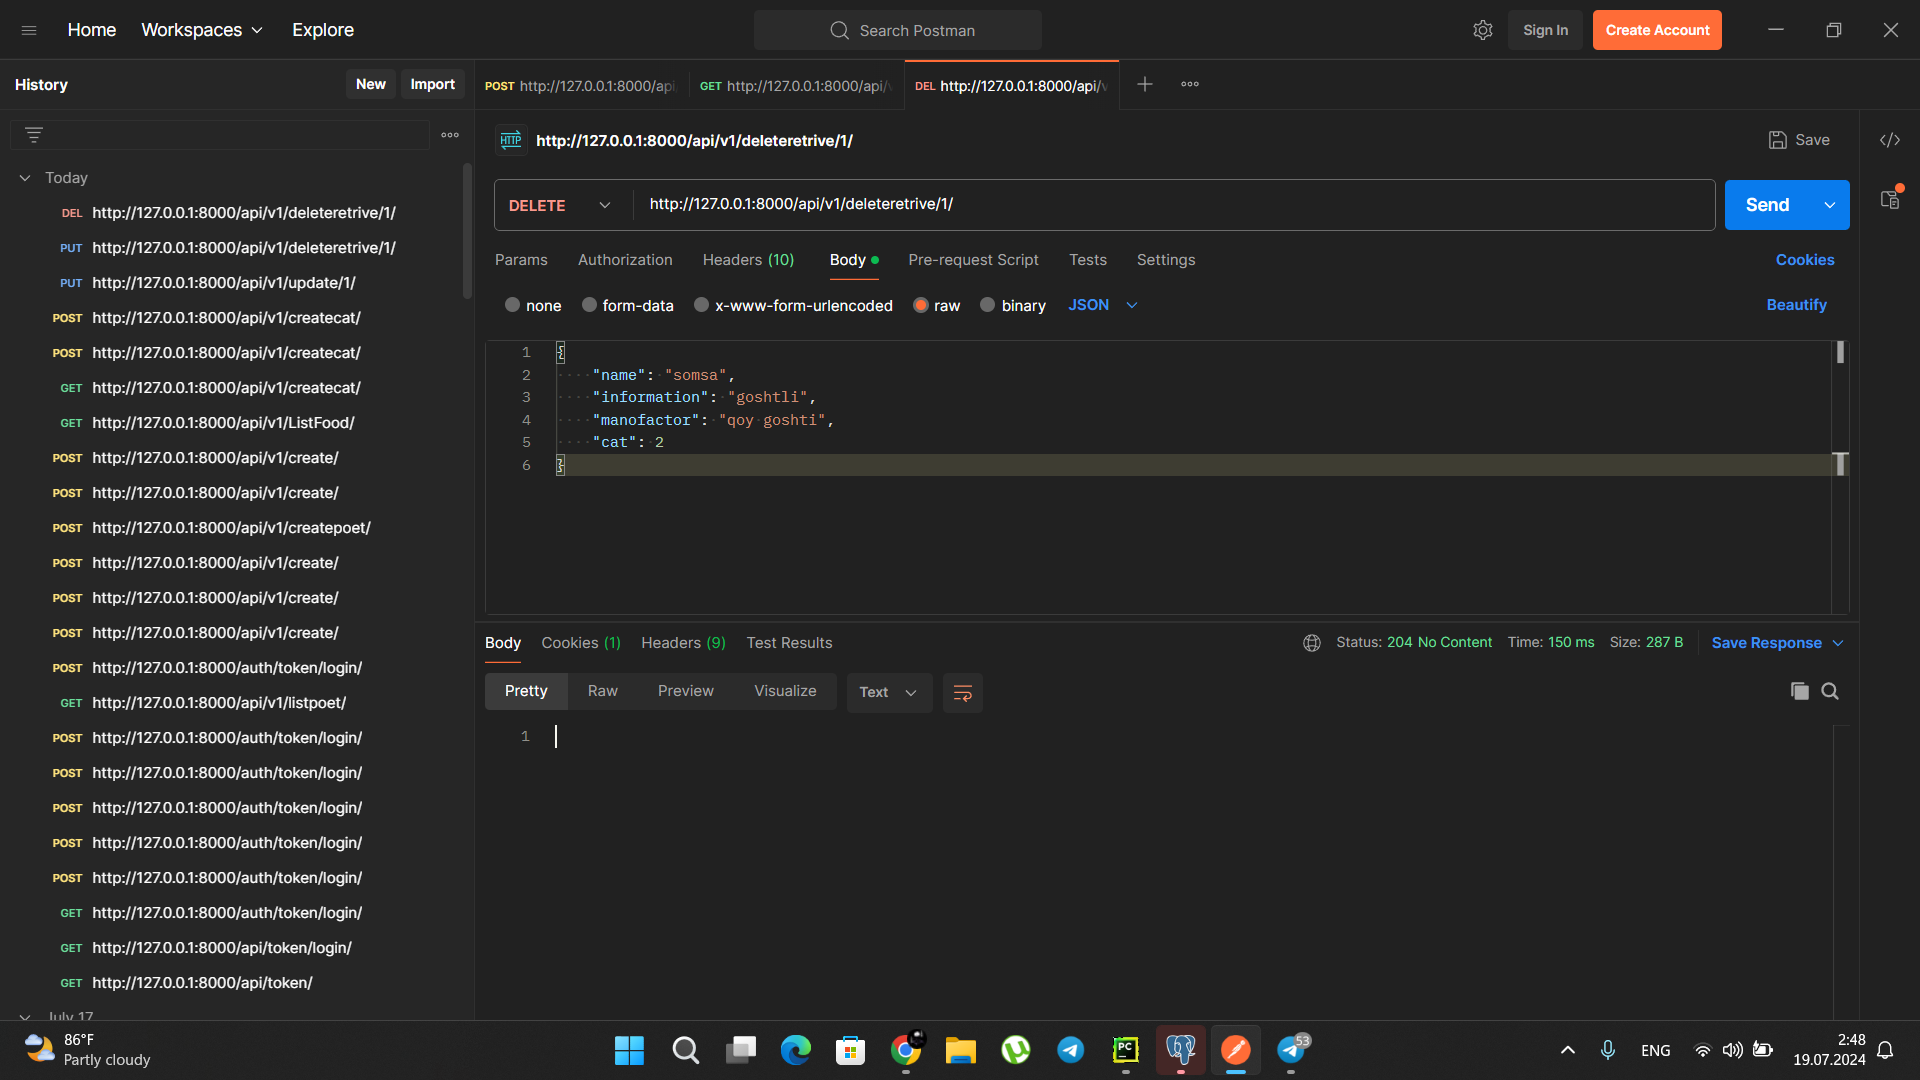 Home Workspaces Explore Search Postman Sign In Create Account
History New Import POST http://127.0.0.1:8000/api GET http://127.0.0.1:8000/api/v DEL http://127.0.0.1:8000/api/v
HTTP http://127.0.0.1:8000/api/v1/deleteretrive/1/ Save
Today
DELETE http://127.0.0.1:8000/api/v1/deleteretrive/1/ Send
DEL http://127.0.0.1:8000/api/v1/deleteretrive/1/
PUT http://127.0.0.1:8000/api/v1/deleteretrive/1/
PUT http://127.0.0.1:8000/api/v1/update/1/
POST http://127.0.0.1:8000/api/v1/createcat/
POST http://127.0.0.1:8000/api/v1/createcat/
GET http://127.0.0.1:8000/api/v1/createcat/
GET http://127.0.0.1:8000/api/v1/ListFood/
POST http://127.0.0.1:8000/api/v1/create/
POST http://127.0.0.1:8000/api/v1/create/
POST http://127.0.0.1:8000/api/v1/createpoet/
POST http://127.0.0.1:8000/api/v1/create/
POST http://127.0.0.1:8000/api/v1/create/
POST http://127.0.0.1:8000/api/v1/create/
POST http://127.0.0.1:8000/auth/token/login/
GET http://127.0.0.1:8000/api/v1/listpoet/
POST http://127.0.0.1:8000/auth/token/login/
POST http://127.0.0.1:8000/auth/token/login/
POST http://127.0.0.1:8000/auth/token/login/
POST http://127.0.0.1:8000/auth/token/login/
POST http://127.0.0.1:8000/auth/token/login/
GET http://127.0.0.1:8000/auth/token/login/
GET http://127.0.0.1:8000/api/token/login/
GET http://127.0.0.1:8000/api/token/
July 17
Params Authorization Headers (10) Body Pre-request Script Tests Settings Cookies
none form-data x-www-form-urlencoded raw binary JSON Beautify
1 {
2 "name": "somsa",
3 "information": "goshtli",
4 "manofactor": "qoy goshti",
5 "cat": 2
6 }
Body Cookies (1) Headers (9) Test Results Status: 204 No Content Time: 150 ms Size: 287 B Save Response
Pretty Raw Preview Visualize Text
1
86°F
Partly cloudy
PC
53
ENG
2:48
19.07.2024